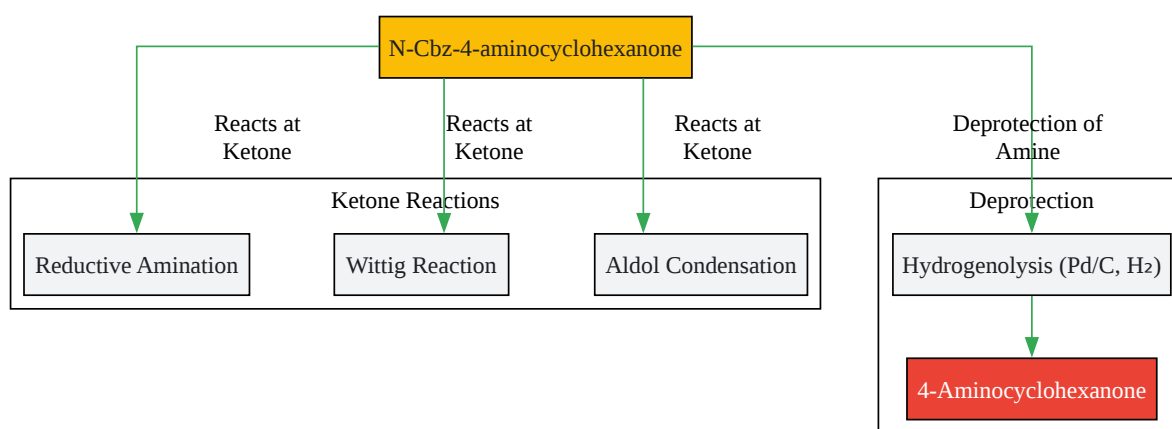 N-Cbz-4-aminocyclohexanone
Reacts at
Ketone
Reacts at
Ketone
Reacts at
Ketone
Deprotection of
Amine
Ketone Reactions
Deprotection
Reductive Amination
Wittig Reaction
Aldol Condensation
Hydrogenolysis (Pd/C, H₂)
4-Aminocyclohexanone